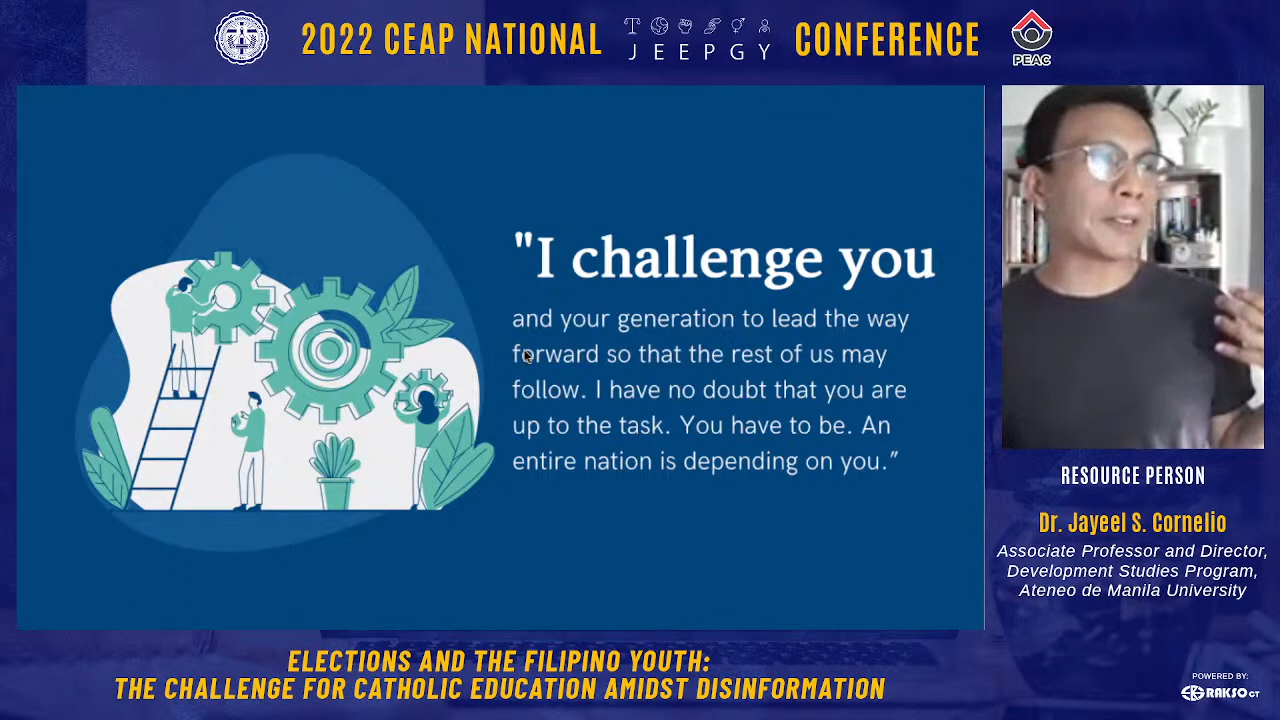 2022 CEAP NATIONAL JEEPGY CONFERENCE
PEAC
"I challenge you
and your generation to lead the way
forward so that the rest of us may
follow. I have no doubt that you are
up to the task. You have to be. An
entire nation is depending on you.”
RESOURCE PERSON
Dr. Jayeel S. Cornelio
Associate Professor and Director,
Development Studies Program,
Ateneo de Manila University
ELECTIONS AND THE FILIPINO YOUTH:
THE CHALLENGE FOR CATHOLIC EDUCATION AMIDST DISINFORMATION
POWERED BY:
RAKSO CT